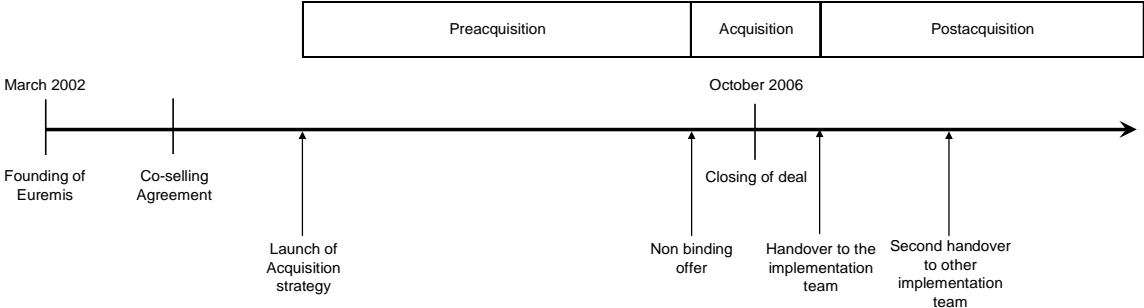 Preacquisition
Acquisition
Postacquisition
March 2002
October 2006
Founding of
Euremis
Co-selling
Agreement
Closing of deal
Launch of
Acquisition
strategy
Non binding
offer
Handover to the
implementation
team
Second handover
to other
implementation
team